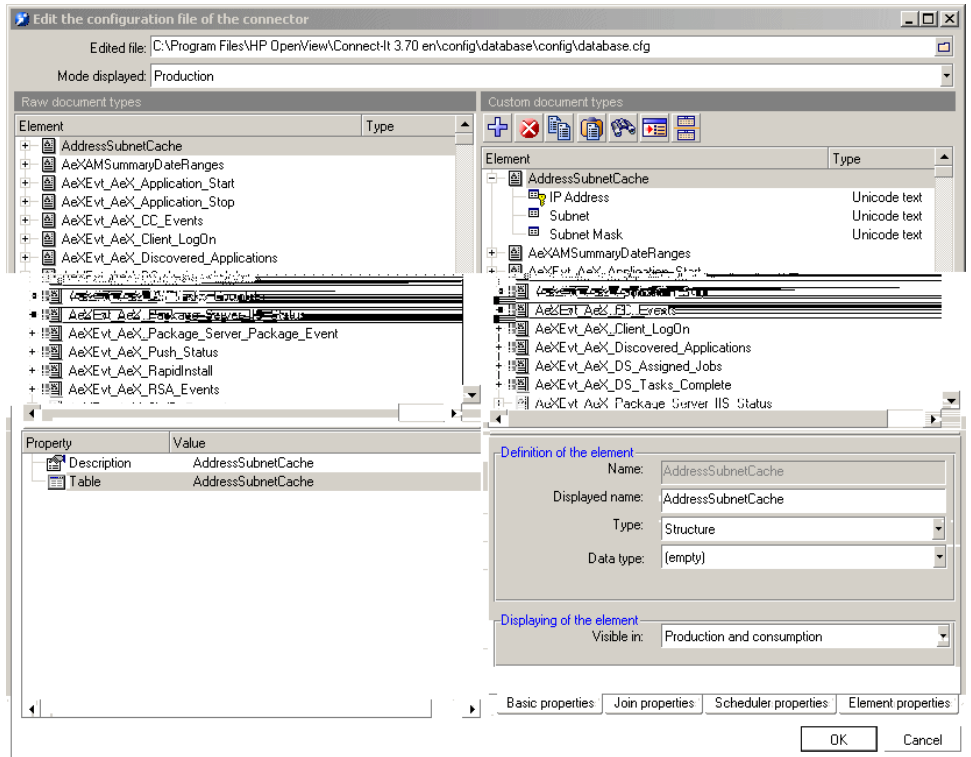 Edit the configuration file of the connector
Edited file: C:\Program Files\HP OpenView\Connect-It 3.70 en\config\database\config\database.cfg
Mode displayed: Production
Raw document types
Element Type
AddressSubnetCache
AeXAMSummaryDateRanges
AeXEvt_AeX_Application_Start
AeXEvt_AeX_Application_Stop
AeXEvt_AeX_CC_Events
AeXEvt_AeX_Client_LogOn
AeXEvt_AeX_Discovered_Applications
AeXEvt_AeX_Package_Server_Package_Event
AeXEvt_AeX_Push_Status
AeXEvt_AeX_RapidInstall
AeXEvt_AeX_RSA_Events
Custom document types
Element Type
AddressSubnetCache
IP Address Unicode text
Subnet Unicode text
Subnet Mask Unicode text
AeXAMSummaryDateRanges
AeXEvt_AeX_Application_Start
AeXEvt_AeX_CC_Events
AeXEvt_AeX_Client_LogOn
AeXEvt_AeX_Discovered_Applications
AeXEvt_AeX_DS_Assigned_Jobs
AeXEvt_AeX_DS_Tasks_Complete
AeXEvt_AeX_Package_Server_IIS_Status
Property Value
Description AddressSubnetCache
Table AddressSubnetCache
Definition of the element
Name: AddressSubnetCache
Displayed name: AddressSubnetCache
Type: Structure
Data type: (empty)
Displaying of the element
Visible in: Production and consumption
Basic properties Join properties Scheduler properties Element properties
OK Cancel